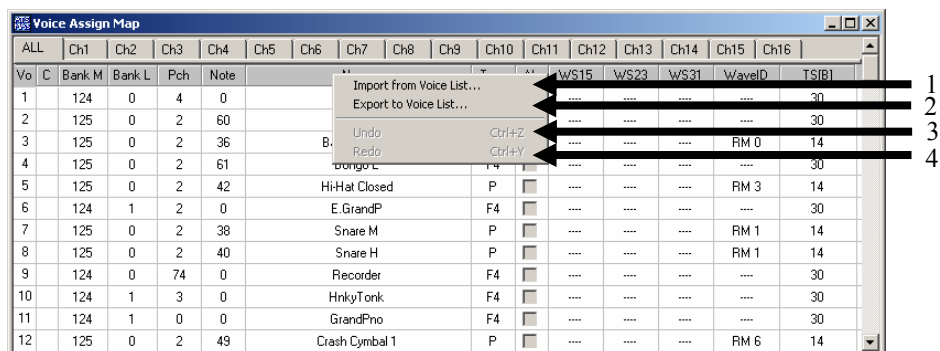 Voice Assign Map
ALL Ch1 Ch2 Ch3 Ch4 Ch5 Ch6 Ch7 Ch8 Ch9 Ch10 Ch11 Ch12 Ch13 Ch14 Ch15 Ch16
Vo C Bank M Bank L Pch Note WS15 WS23 WS31 WaveID TS[B]
Import from Voice List... 1
Export to Voice List... 2
Undo Ctrl+Z 3
Redo Ctrl+Y 4
1 124 0 4 0 ---- ---- ---- ---- 30
2 125 0 2 60 ---- ---- ---- ---- 30
3 125 0 2 36 ---- ---- ---- RM 0 14
4 125 0 2 61 Bongo L F4 ---- ---- ---- ---- 30
5 125 0 2 42 Hi-Hat Closed P ---- ---- ---- RM 3 14
6 124 1 2 0 E.GrandP F4 ---- ---- ---- ---- 30
7 125 0 2 38 Snare M P ---- ---- ---- RM 1 14
8 125 0 2 40 Snare H P ---- ---- ---- RM 1 14
9 124 0 74 0 Recorder F4 ---- ---- ---- ---- 30
10 124 1 3 0 HnkyTonk F4 ---- ---- ---- ---- 30
11 124 1 0 0 GrandPno F4 ---- ---- ---- ---- 30
12 125 0 2 49 Crash Cymbal 1 P ---- ---- ---- RM 6 14